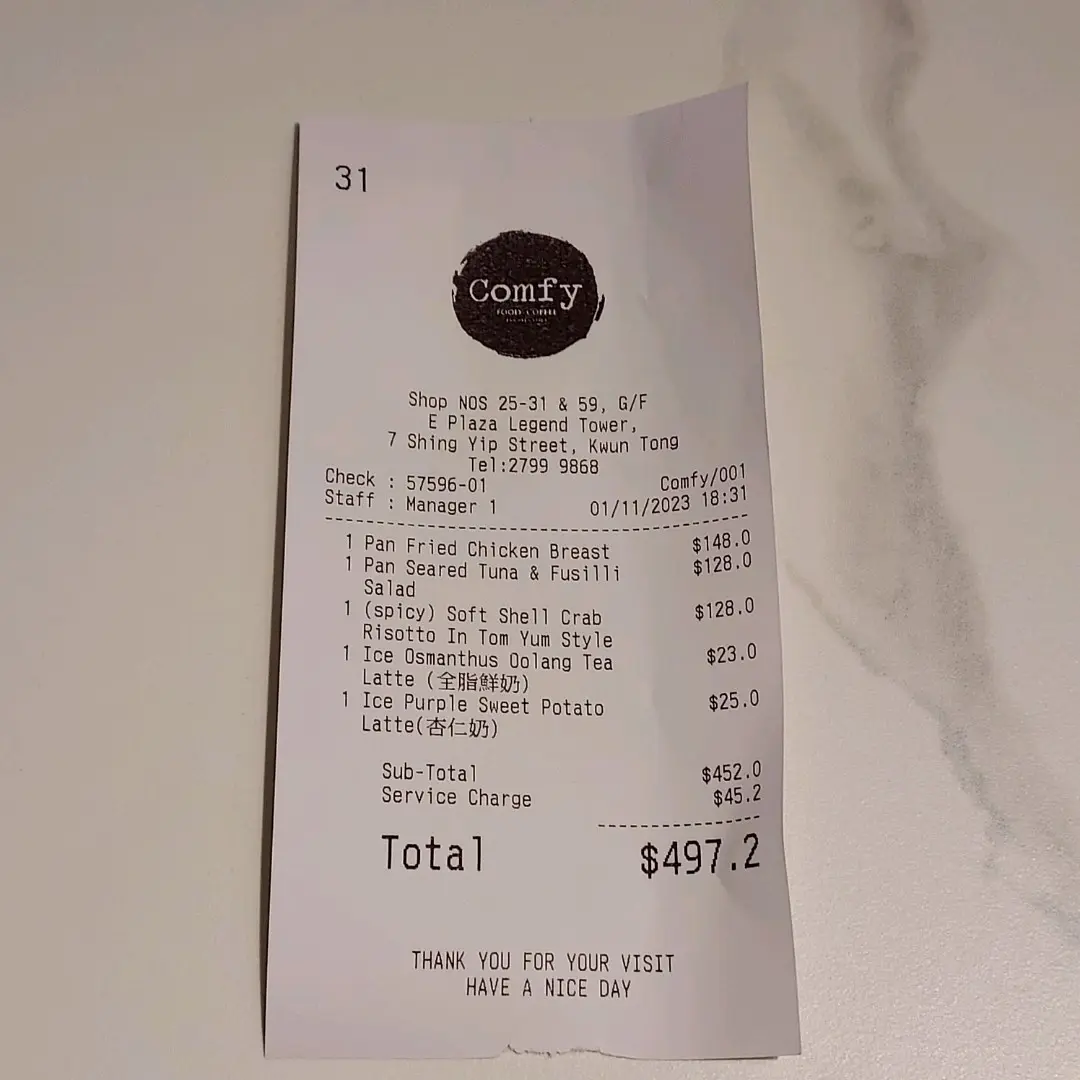 31
Comfy
FOOD COFFEE
Shop NOS 25-31 & 59, G/F
E Plaza Legend Tower,
7 Shing Yip Street, Kwun Tong
Tel:2799 9868
Check : 57596-01 Comfy/001
Staff : Manager 1 01/11/2023 18:31
1 Pan Fried Chicken Breast $148.0
1 Pan Seared Tuna & Fusilli $128.0
Salad
1 (spicy) Soft Shell Crab $128.0
Risotto In Tom Yum Style
1 Ice Osmanthus Oolang Tea $23.0
Latte (全脂鮮奶)
1 Ice Purple Sweet Potato $25.0
Latte(杏仁奶)
Sub-Total $452.0
Service Charge $45.2
Total $497.2
THANK YOU FOR YOUR VISIT
HAVE A NICE DAY